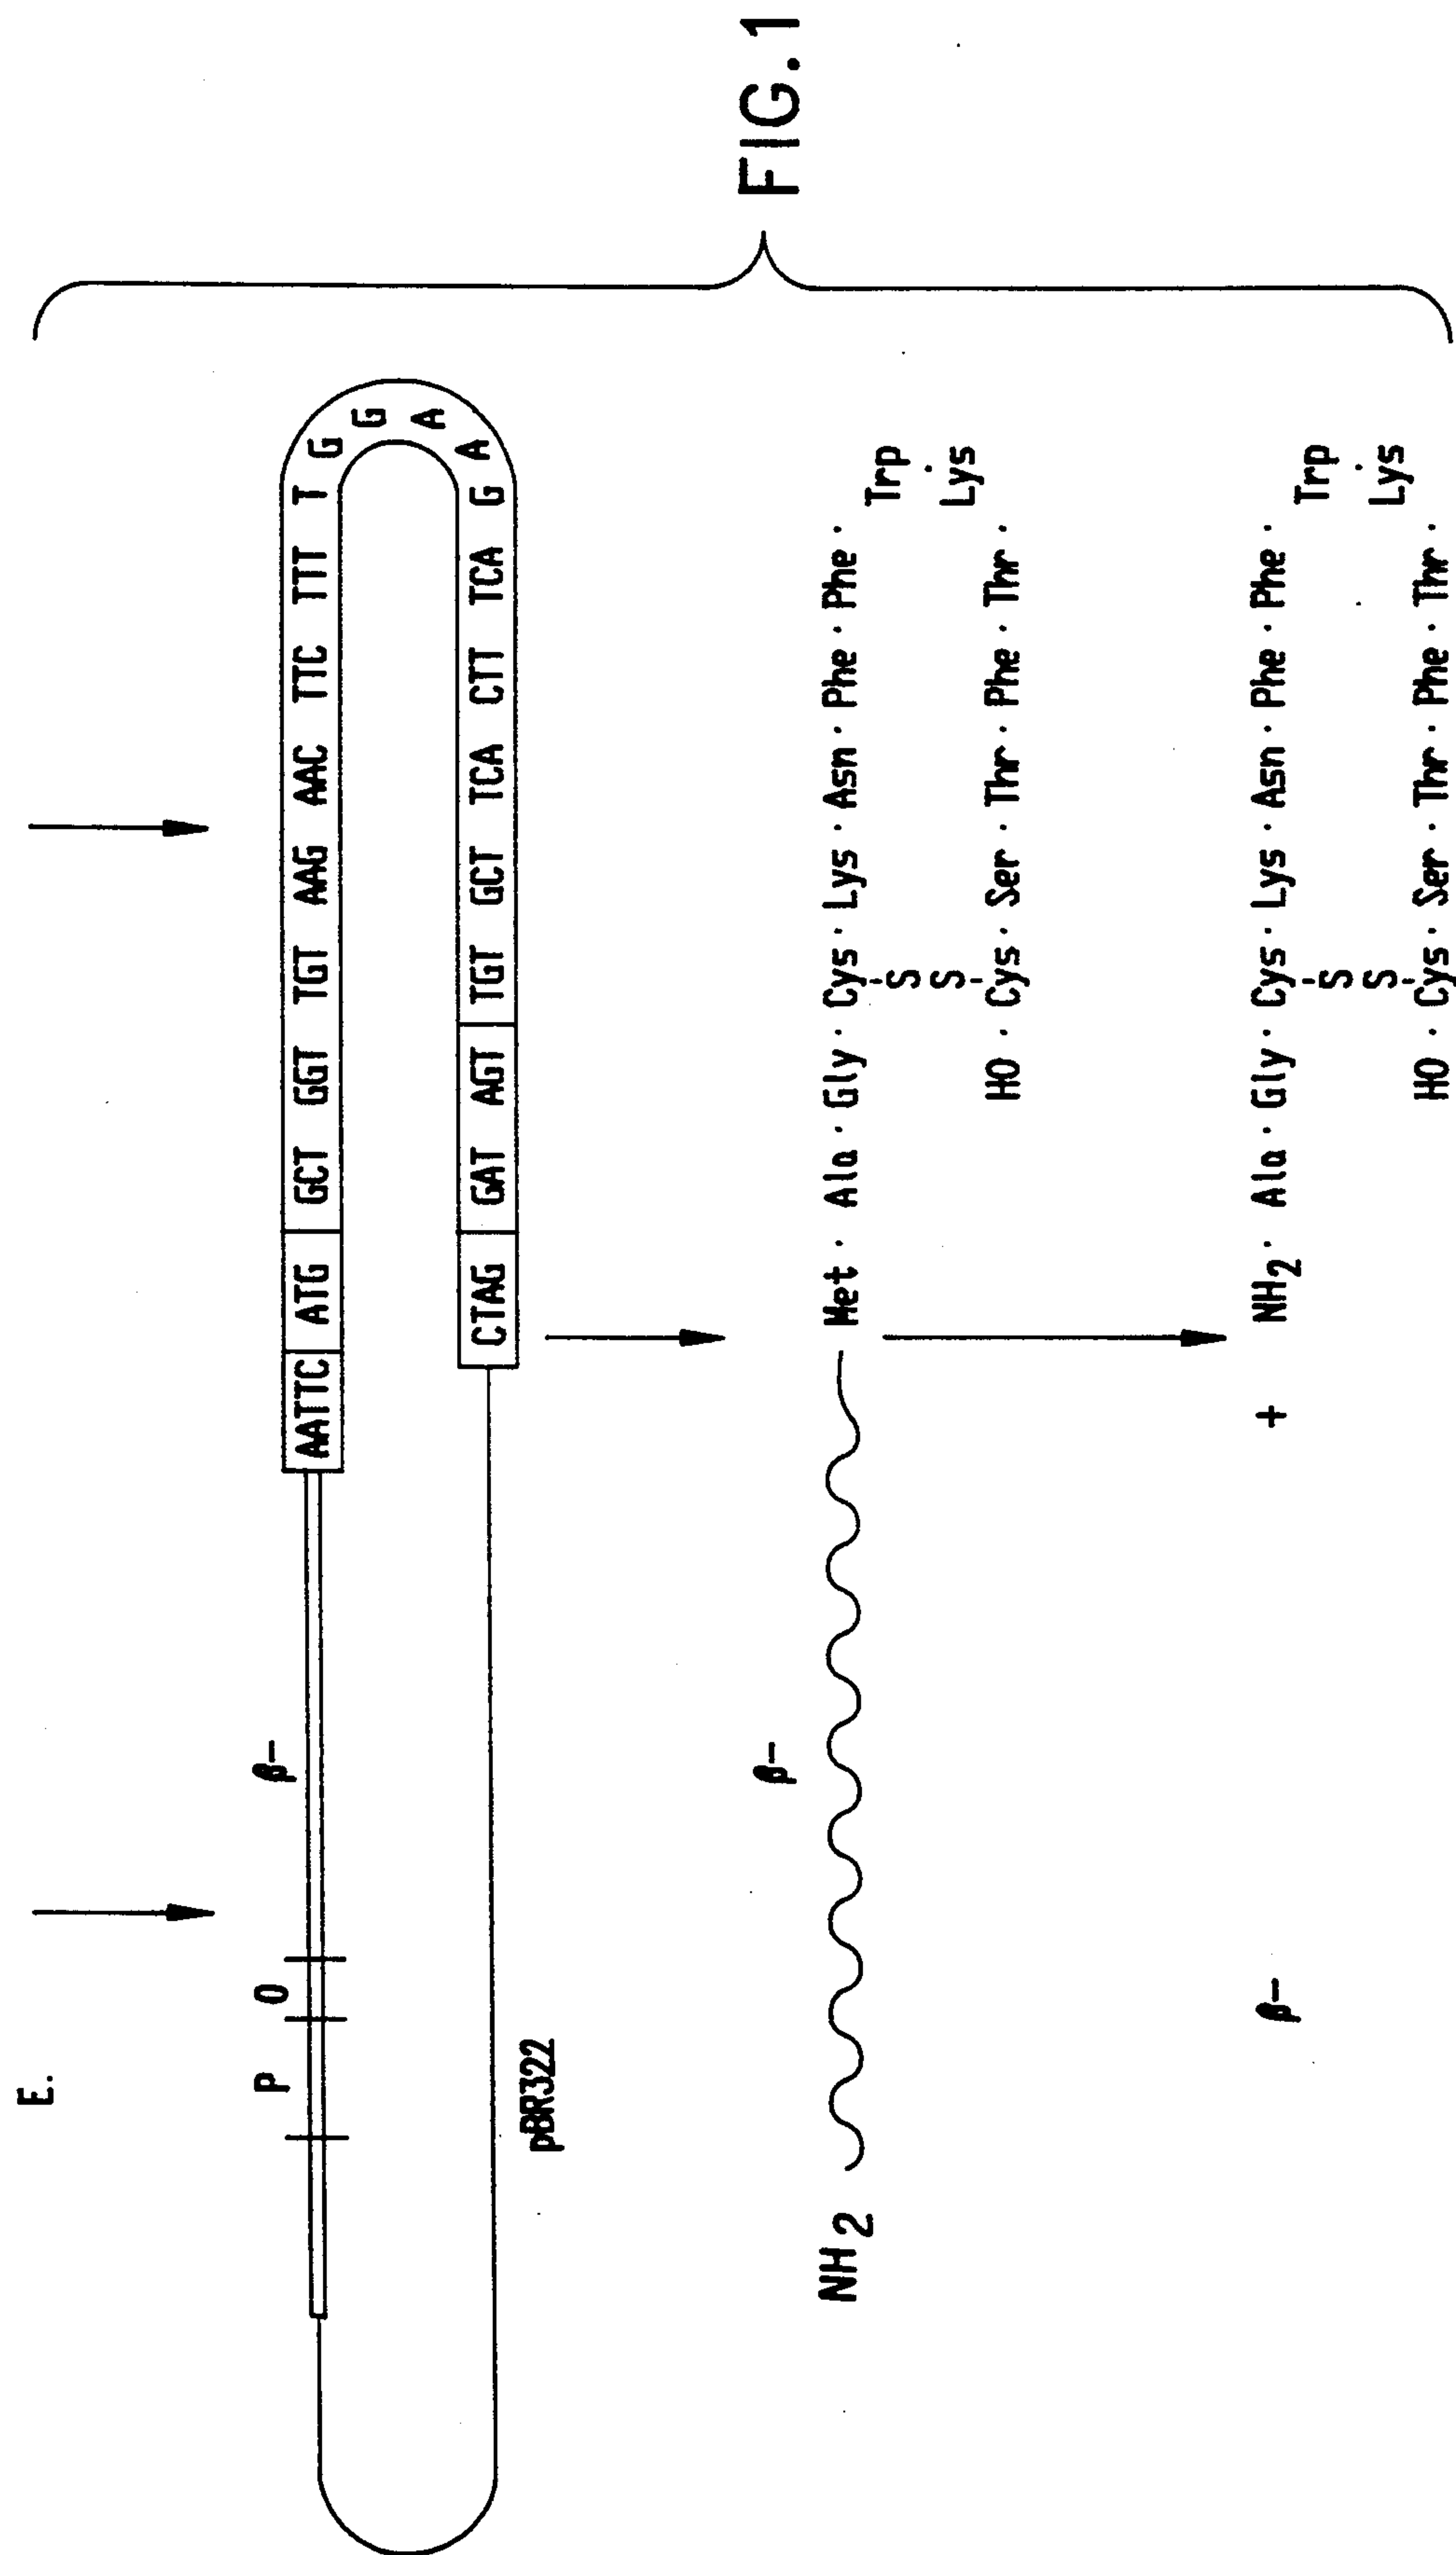 E.
P O β-
AATTC ATG GCT GGT TGT AAG AAC TTC TTT T G G A A G
CTAG GAT AGT TGT GCT TCA CTT TCA
pBR322
β-
NH2 Met · Ala · Gly · Cys · Lys · Asn · Phe · Phe ·
Trp
S
S
Lys
HO · Cys · Ser · Thr · Phe · Thr ·
β- + NH2 · Ala · Gly · Cys · Lys · Asn · Phe · Phe ·
Trp
S
S
Lys
HO · Cys · Ser · Thr · Phe · Thr ·
FIG.1